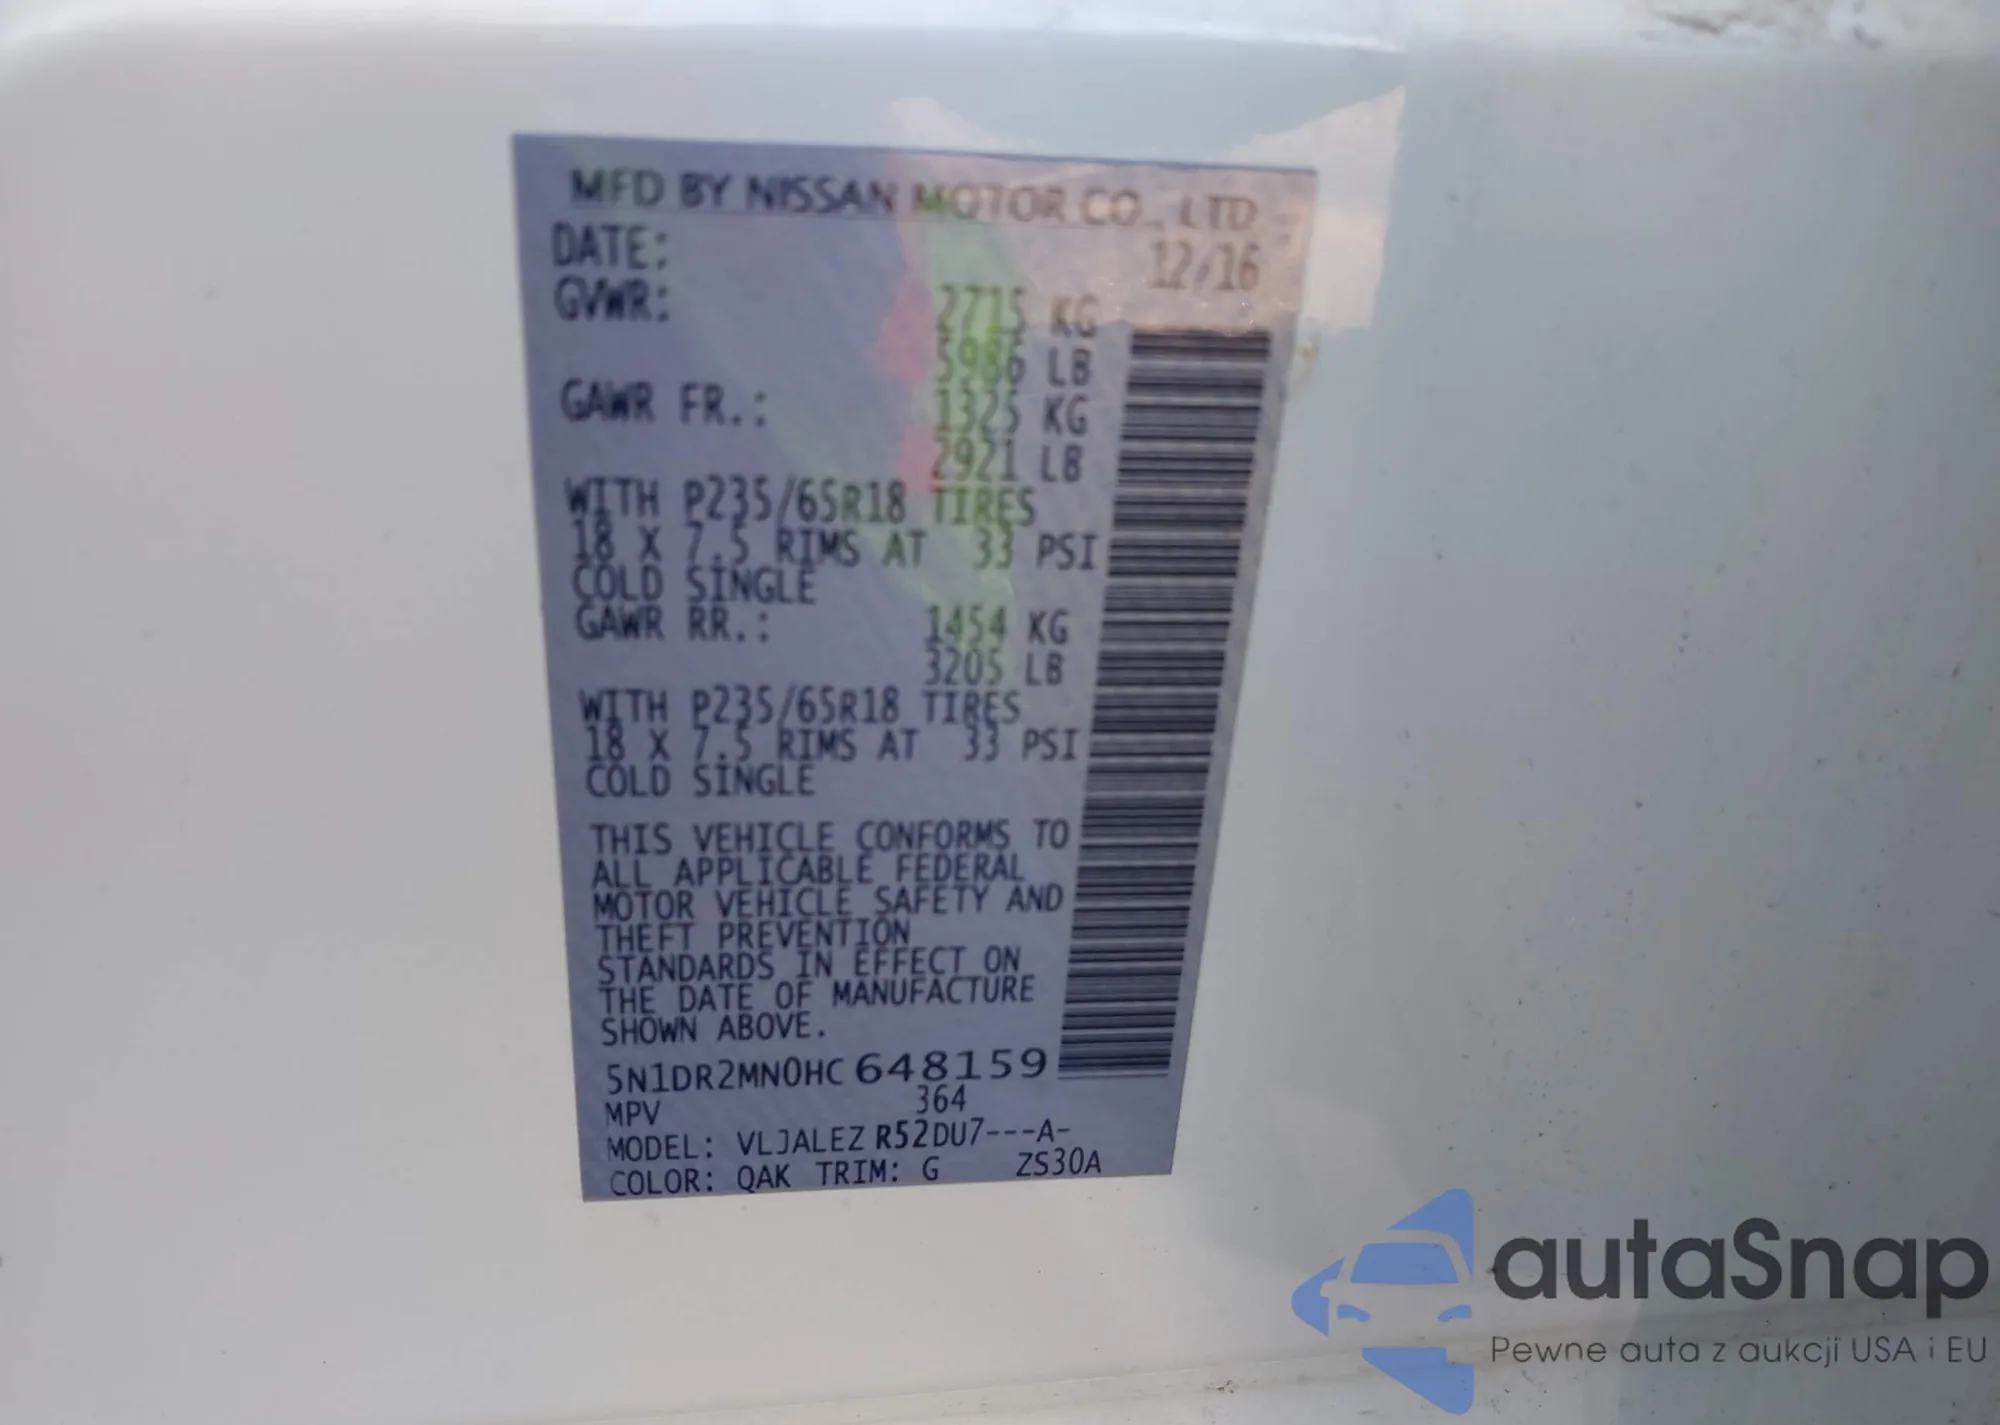 MFD BY NISSAN MOTOR CO., LTD
DATE: 12/16
GVWR: 2715 KG
5986 LB
GAWR FR.: 1325 KG
2921 LB
WITH P235/65R18 TIRES
18 X 7.5 RIMS AT 33 PSI
COLD SINGLE
GAWR RR.: 1454 KG
3205 LB
WITH P235/65R18 TIRES
18 X 7.5 RIMS AT 33 PSI
COLD SINGLE
THIS VEHICLE CONFORMS TO
ALL APPLICABLE FEDERAL
MOTOR VEHICLE SAFETY AND
THEFT PREVENTION
STANDARDS IN EFFECT ON
THE DATE OF MANUFACTURE
SHOWN ABOVE.
5N1DR2MN0HC 648159
MPV 364
MODEL: VLJALEZ R52DU7---A-
COLOR: QAK TRIM: G ZS30A
autaSnap
Pewne auta z aukcji USA i EU